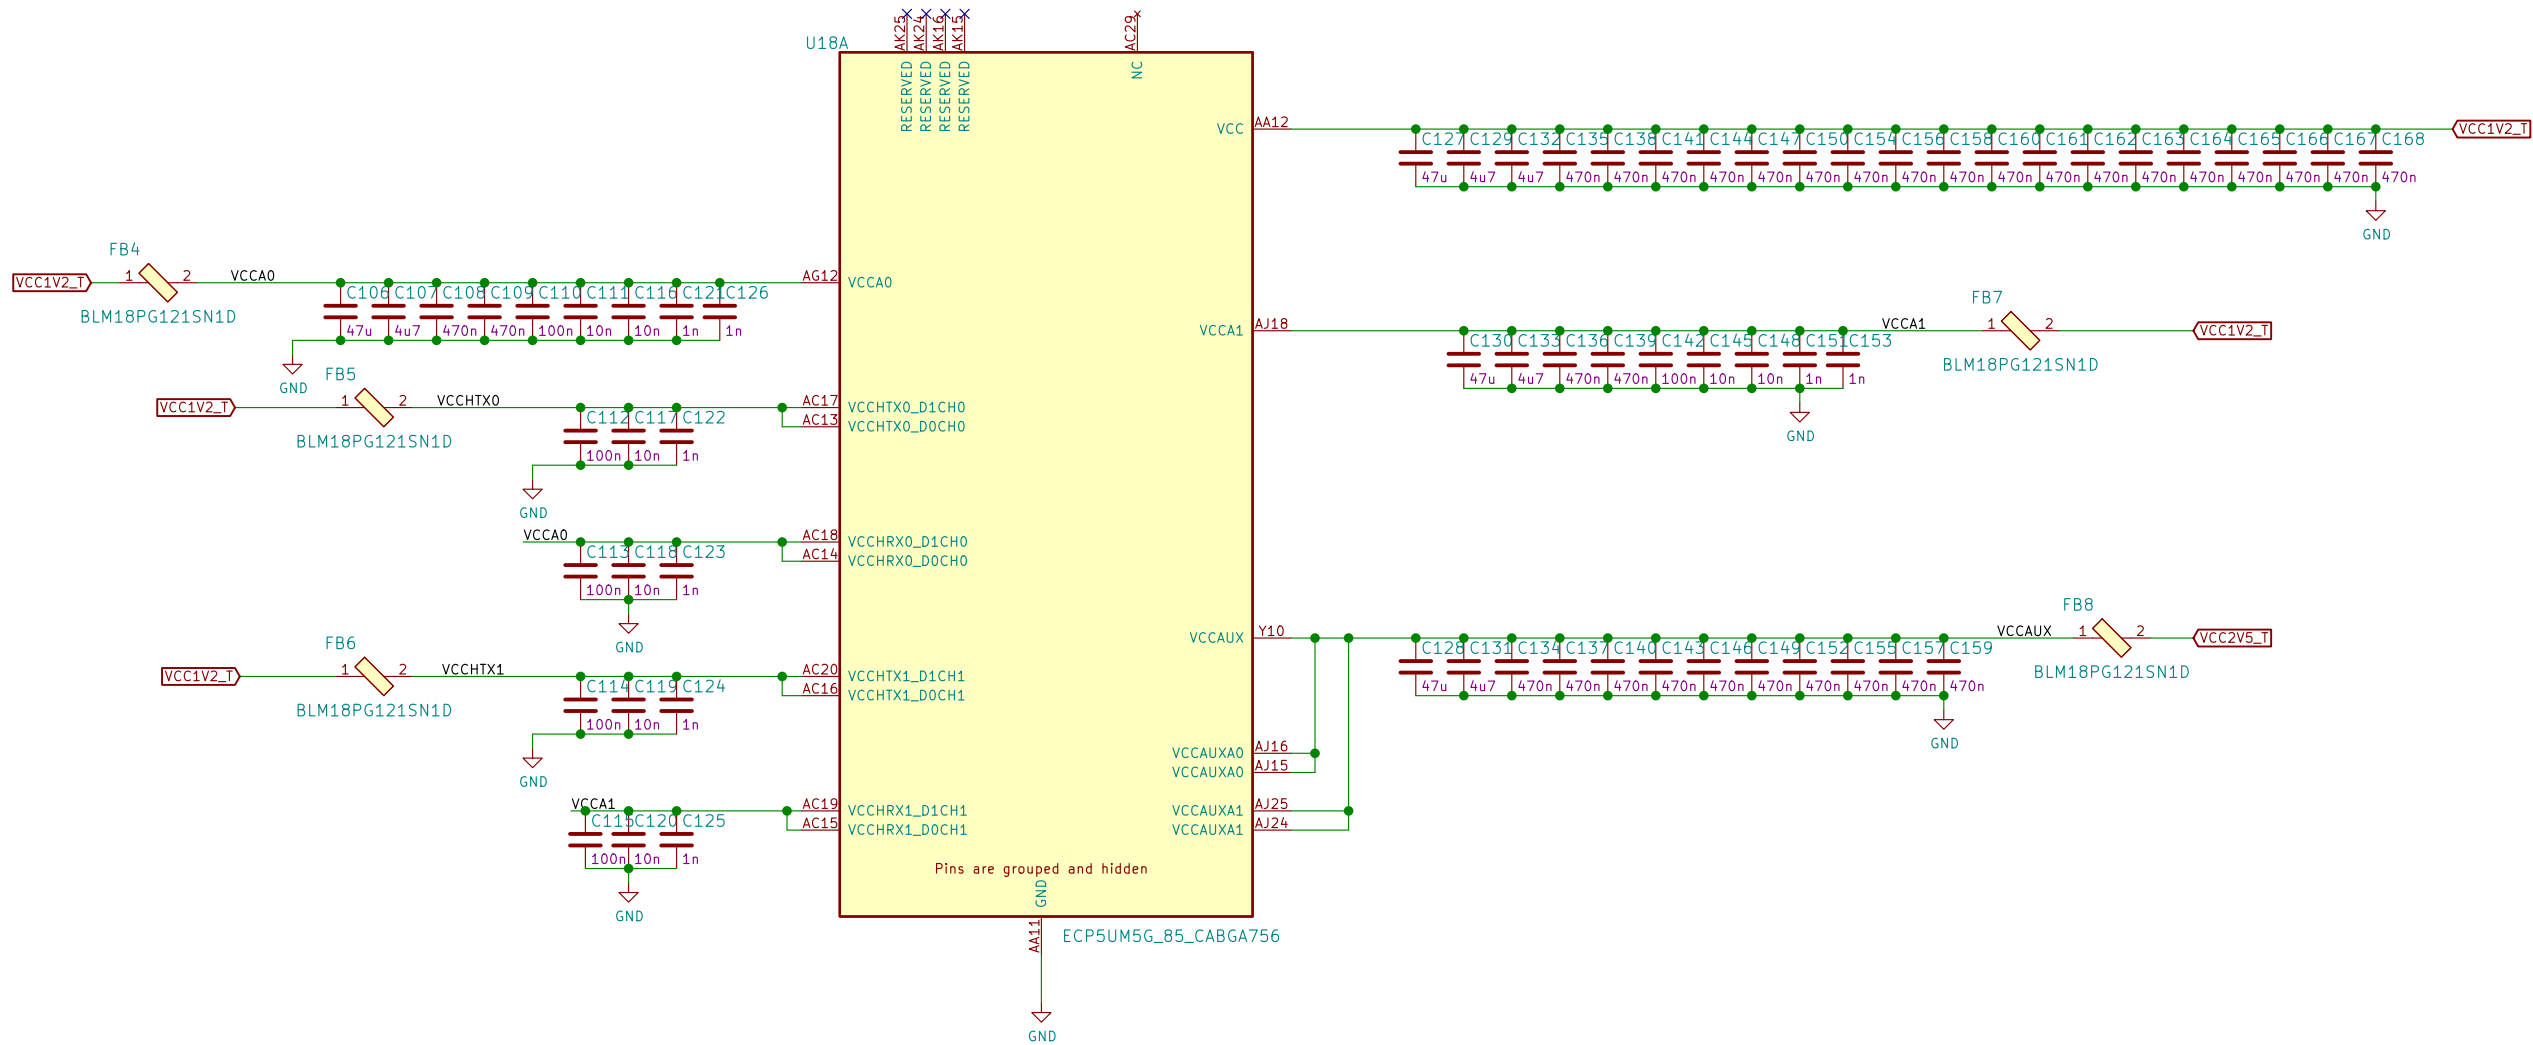 AK25 AK24 AK16 AK15 AC29
U18A
RESERVED RESERVED RESERVED RESERVED NC
VCC AA12 VCC1V2_T
C127 C129 C132 C135 C138 C141 C144 C147 C150 C154 C156 C158 C160 C161 C162 C163 C164 C165 C166 C167 C168
47u 4u7 4u7 470n 470n 470n 470n 470n 470n 470n 470n 470n 470n 470n 470n 470n 470n 470n 470n 470n 470n
GND
FB4
VCC1V2_T 1 2 VCCA0 AG12 VCCA0
C106 C107 C108 C109 C110 C111 C116 C121 C126
BLM18PG121SN1D
47u 4u7 470n 470n 100n 10n 10n 1n 1n
GND
FB7
VCCA1 AJ18 VCCA1 1 2 VCC1V2_T
C130 C133 C136 C139 C142 C145 C148 C151 C153
BLM18PG121SN1D
47u 4u7 470n 470n 100n 10n 10n 1n 1n
GND
FB5
VCC1V2_T 1 2 VCCHTX0 AC17 VCCHTX0_D1CH0
C112 C117 C122 AC13 VCCHTX0_D0CH0
BLM18PG121SN1D
100n 10n 1n
GND
VCCA0 AC18 VCCHRX0_D1CH0
C113 C118 C123 AC14 VCCHRX0_D0CH0
100n 10n 1n
GND
FB8
VCCAUX Y10 VCCAUX 1 2 VCC2V5_T
C128 C131 C134 C137 C140 C143 C146 C149 C152 C155 C157 C159
BLM18PG121SN1D
47u 4u7 470n 470n 470n 470n 470n 470n 470n 470n 470n 470n
GND
FB6
VCC1V2_T 1 2 VCCHTX1 AC20 VCCHTX1_D1CH1
C114 C119 C124 AC16 VCCHTX1_D0CH1
BLM18PG121SN1D
100n 10n 1n
GND
VCCAUXA0 AJ16
VCCAUXA0 AJ15
VCCA1 AC19 VCCHRX1_D1CH1 VCCAUXA1 AJ25
C115 C120 C125 AC15 VCCHRX1_D0CH1 VCCAUXA1 AJ24
100n 10n 1n
GND
Pins are grouped and hidden
GND
AA11
ECP5UM5G_85_CABGA756
GND